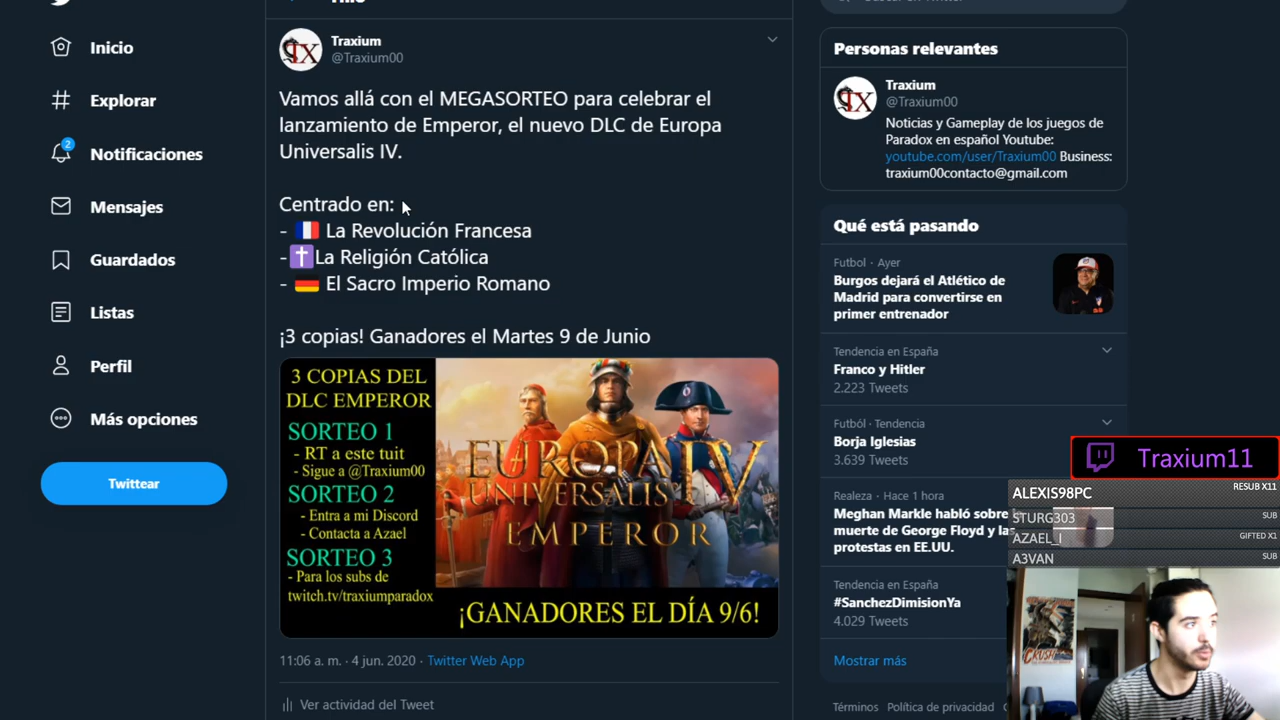 Inicio
Explorar
2
Notificaciones
Mensajes
Guardados
Listas
Perfil
Más opciones
Twittear
Traxium
@Traxium00
Vamos allá con el MEGASORTEO para celebrar el
lanzamiento de Emperor, el nuevo DLC de Europa
Universalis IV.
Centrado en:
- 🇫🇷 La Revolución Francesa
-✝️La Religión Católica
- 🇩🇪 El Sacro Imperio Romano
¡3 copias! Ganadores el Martes 9 de Junio
3 COPIAS DEL
DLC EMPEROR
SORTEO 1
- RT a este tuit
- Sigue a @Traxium00
SORTEO 2
- Entra a mi Discord
- Contacta a Azael
SORTEO 3
- Para los subs de
twitch.tv/traxiumparadox
EUROPA
UNIVERSALIS IV
EMPEROR
¡GANADORES EL DÍA 9/6!
11:06 a. m. · 4 jun. 2020 · Twitter Web App
Ver actividad del Tweet
Personas relevantes
TX
Traxium
@Traxium00
Noticias y Gameplay de los juegos de
Paradox en español Youtube:
youtube.com/user/Traxium00 Business:
traxium00contacto@gmail.com
Qué está pasando
Futbol · Ayer
Burgos dejará el Atlético de
Madrid para convertirse en
primer entrenador
Tendencia en España
Franco y Hitler
2.223 Tweets
Futból · Tendencia
Borja Iglesias
3.639 Tweets
Realeza · Hace 1 hora
Meghan Markle habló sobre
muerte de George Floyd y las
protestas en EE.UU.
Tendencia en España
#SanchezDimisionYa
4.029 Tweets
Mostrar más
Términos Política de privacidad
Traxium11
ALEXIS98PC RESUB X11
STURG303 SUB
AZAEL_I GIFTED X1
A3VAN SUB
CRUSH